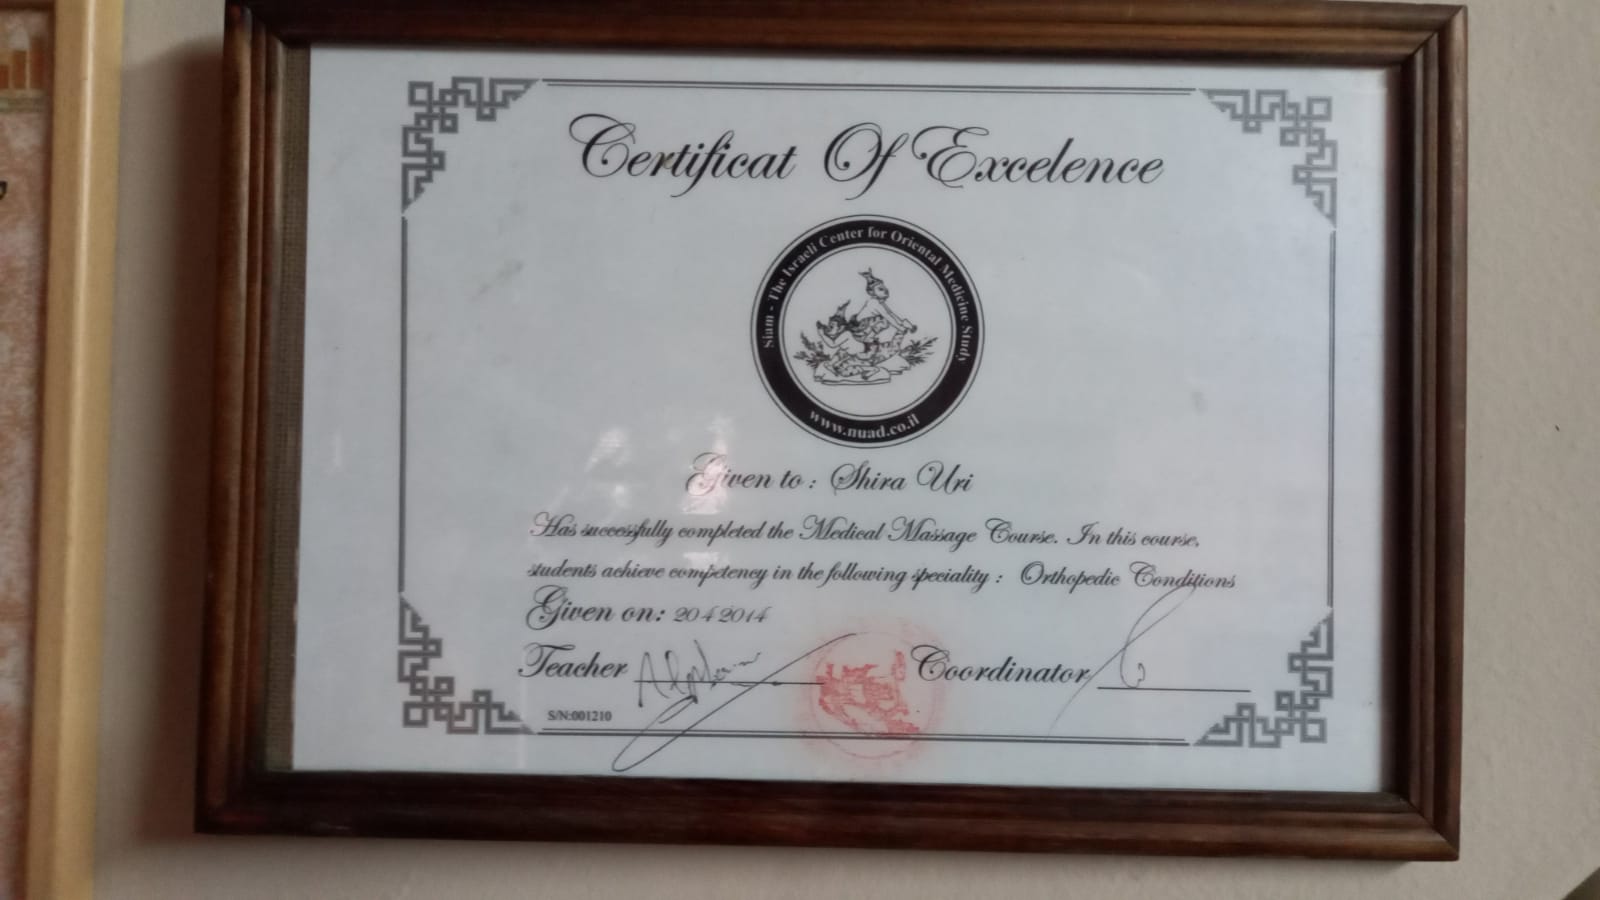 Certificat Of Excelence
Siam - The Israeli Center for Oriental Medicine Study
www.nuad.co.il
Given to : Shira Uri
Has successfully completed the Medical Massage Course. In this course,
students achieve competency in the following speciality : Orthopedic Conditions
Given on: 20 4 2014
Teacher
Coordinator
S/N:001210